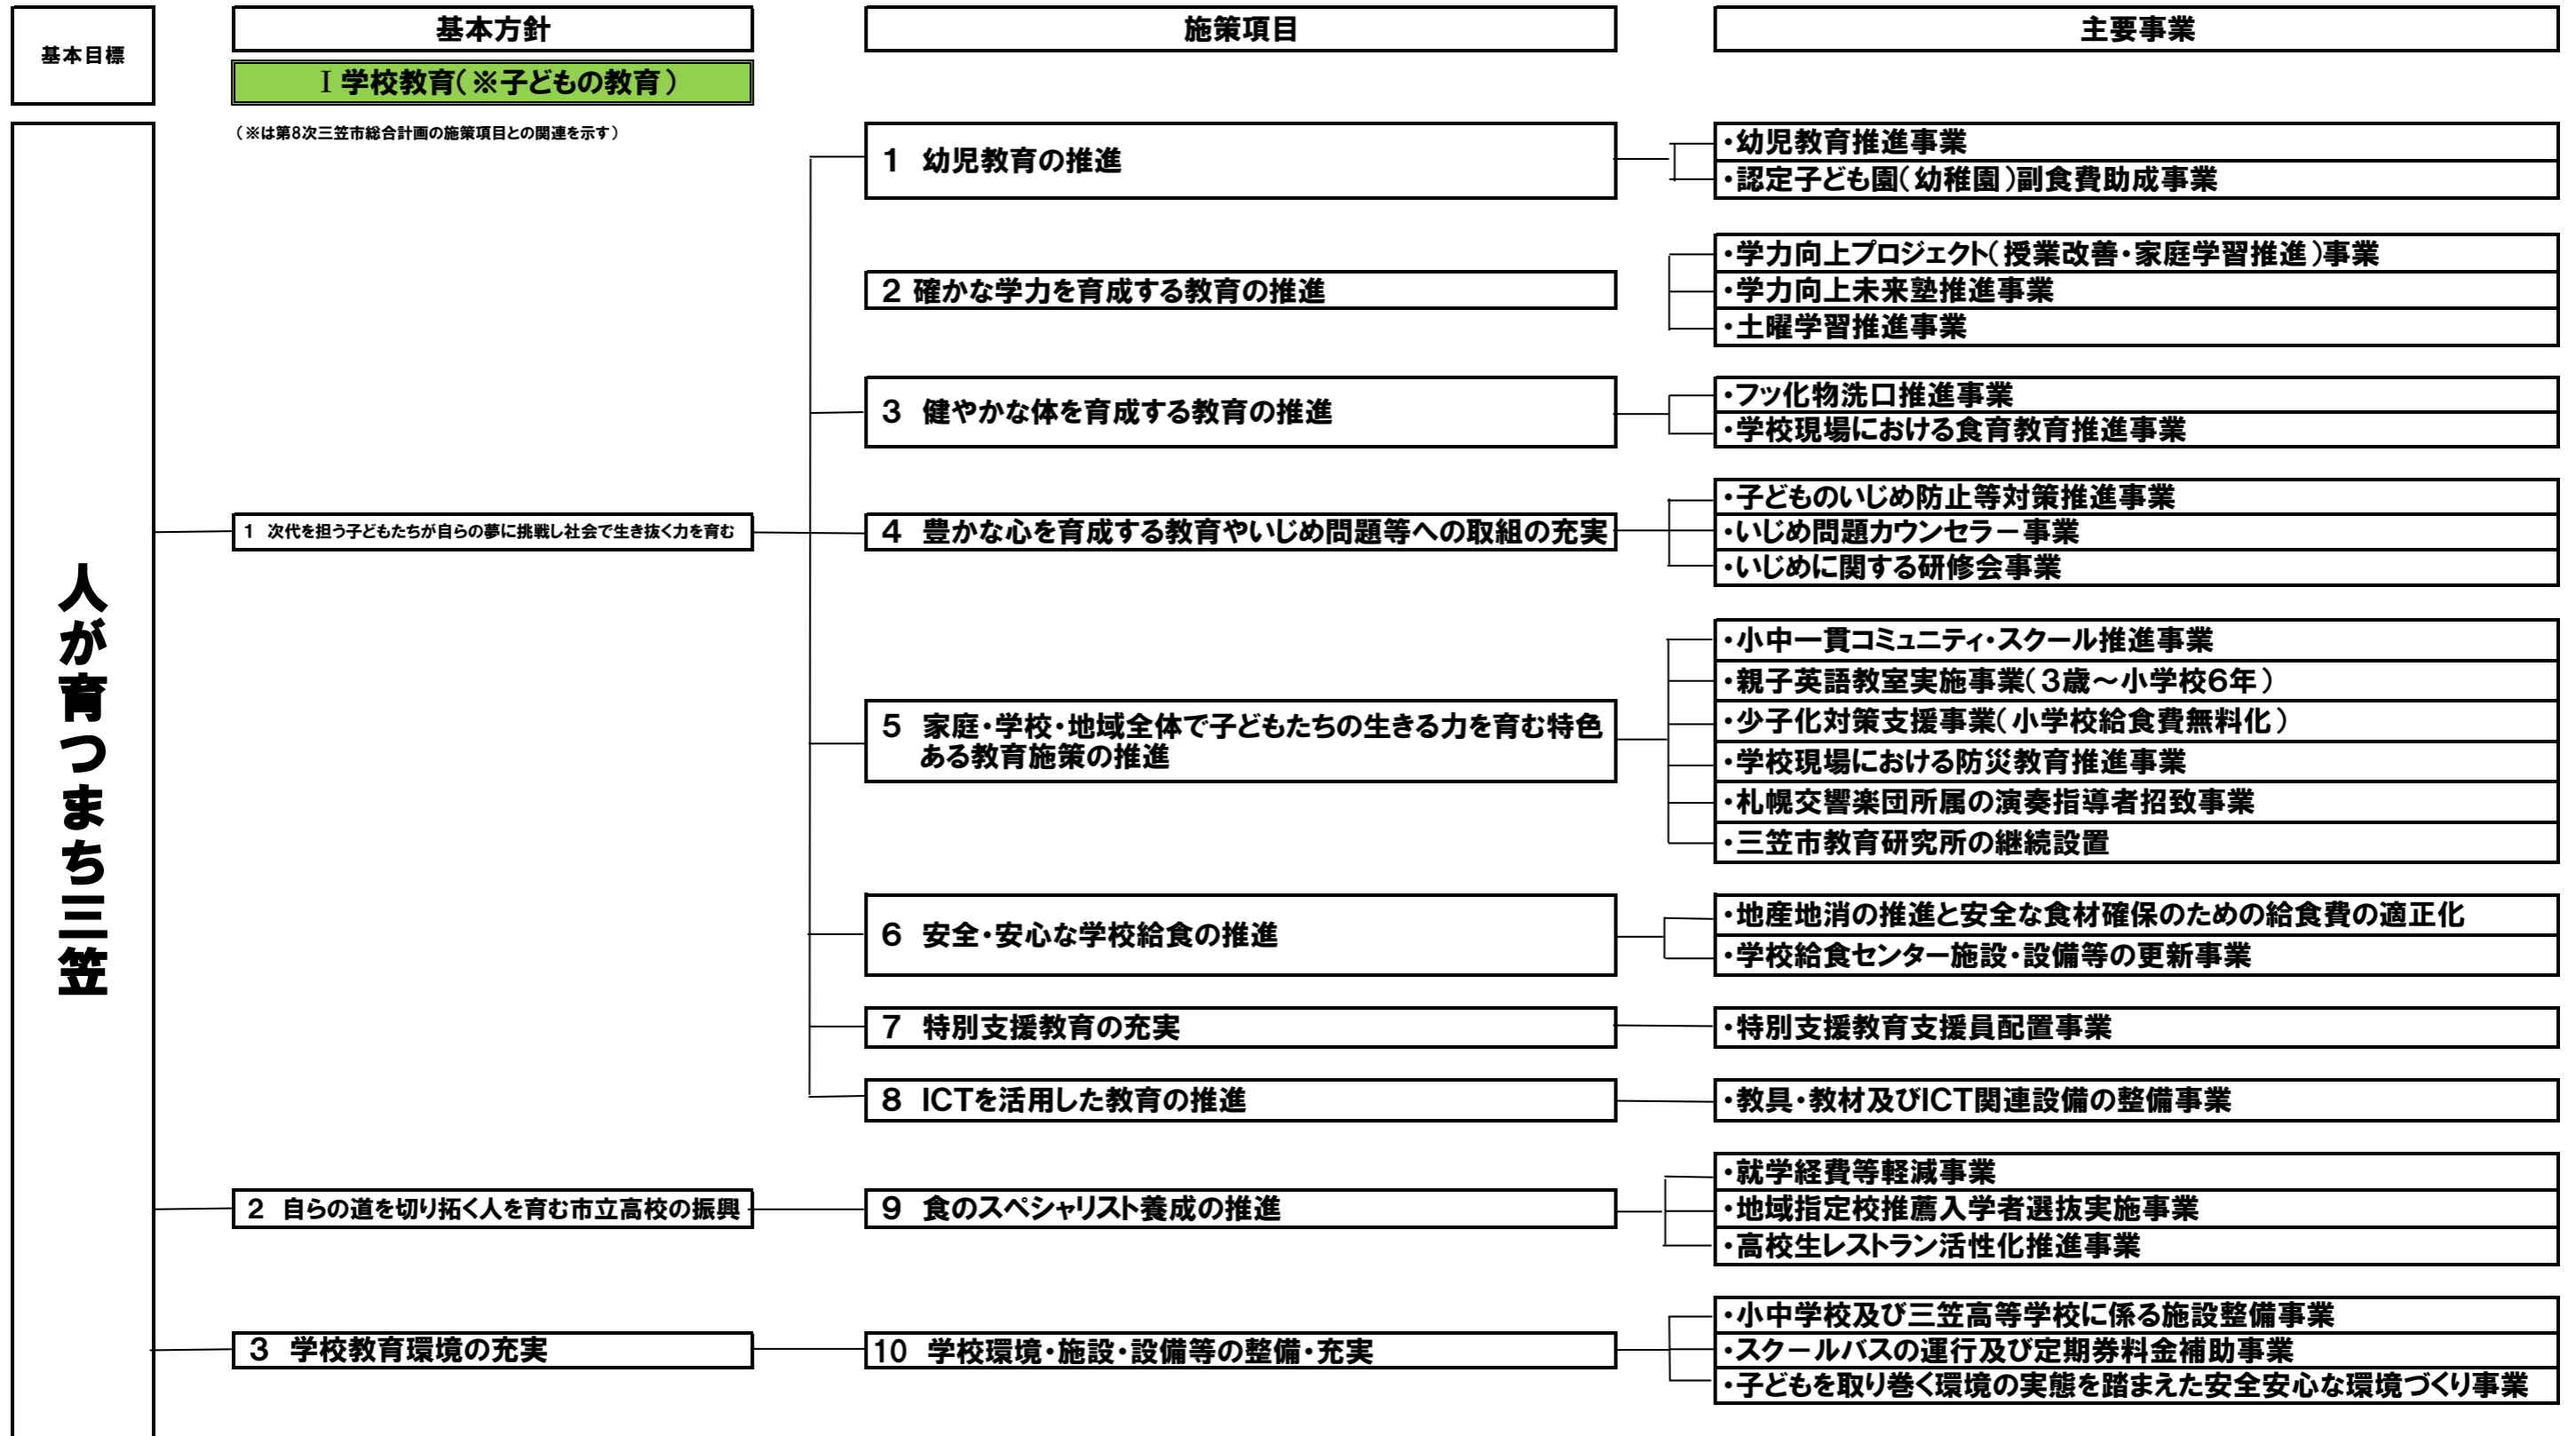 基本目標
基本方針
施策項目
主要事業
Ⅰ 学校教育（※子どもの教育）
（※は第8次三笠市総合計画の施策項目との関連を示す）
人が育つまち三笠
1 次代を担う子どもたちが自らの夢に挑戦し社会で生き抜く力を育む
1 幼児教育の推進
・幼児教育推進事業
・認定子ども園（幼稚園）副食費助成事業
2 確かな学力を育成する教育の推進
・学力向上プロジェクト（授業改善・家庭学習推進）事業
・学力向上未来塾推進事業
・土曜学習推進事業
3 健やかな体を育成する教育の推進
・フッ化物洗口推進事業
・学校現場における食育教育推進事業
4 豊かな心を育成する教育やいじめ問題等への取組の充実
・子どものいじめ防止等対策推進事業
・いじめ問題カウンセラー事業
・いじめに関する研修会事業
5 家庭・学校・地域全体で子どもたちの生きる力を育む特色
ある教育施策の推進
・小中一貫コミュニティ・スクール推進事業
・親子英語教室実施事業（3歳～小学校6年）
・少子化対策支援事業（小学校給食費無料化）
・学校現場における防災教育推進事業
・札幌交響楽団所属の演奏指導者招致事業
・三笠市教育研究所の継続設置
6 安全・安心な学校給食の推進
・地産地消の推進と安全な食材確保のための給食費の適正化
・学校給食センター施設・設備等の更新事業
7 特別支援教育の充実
・特別支援教育支援員配置事業
8 ICTを活用した教育の推進
・教具・教材及びICT関連設備の整備事業
2 自らの道を切り拓く人を育む市立高校の振興
9 食のスペシャリスト養成の推進
・就学経費等軽減事業
・地域指定校推薦入学者選抜実施事業
・高校生レストラン活性化推進事業
3 学校教育環境の充実
10 学校環境・施設・設備等の整備・充実
・小中学校及び三笠高等学校に係る施設整備事業
・スクールバスの運行及び定期券料金補助事業
・子どもを取り巻く環境の実態を踏まえた安全安心な環境づくり事業